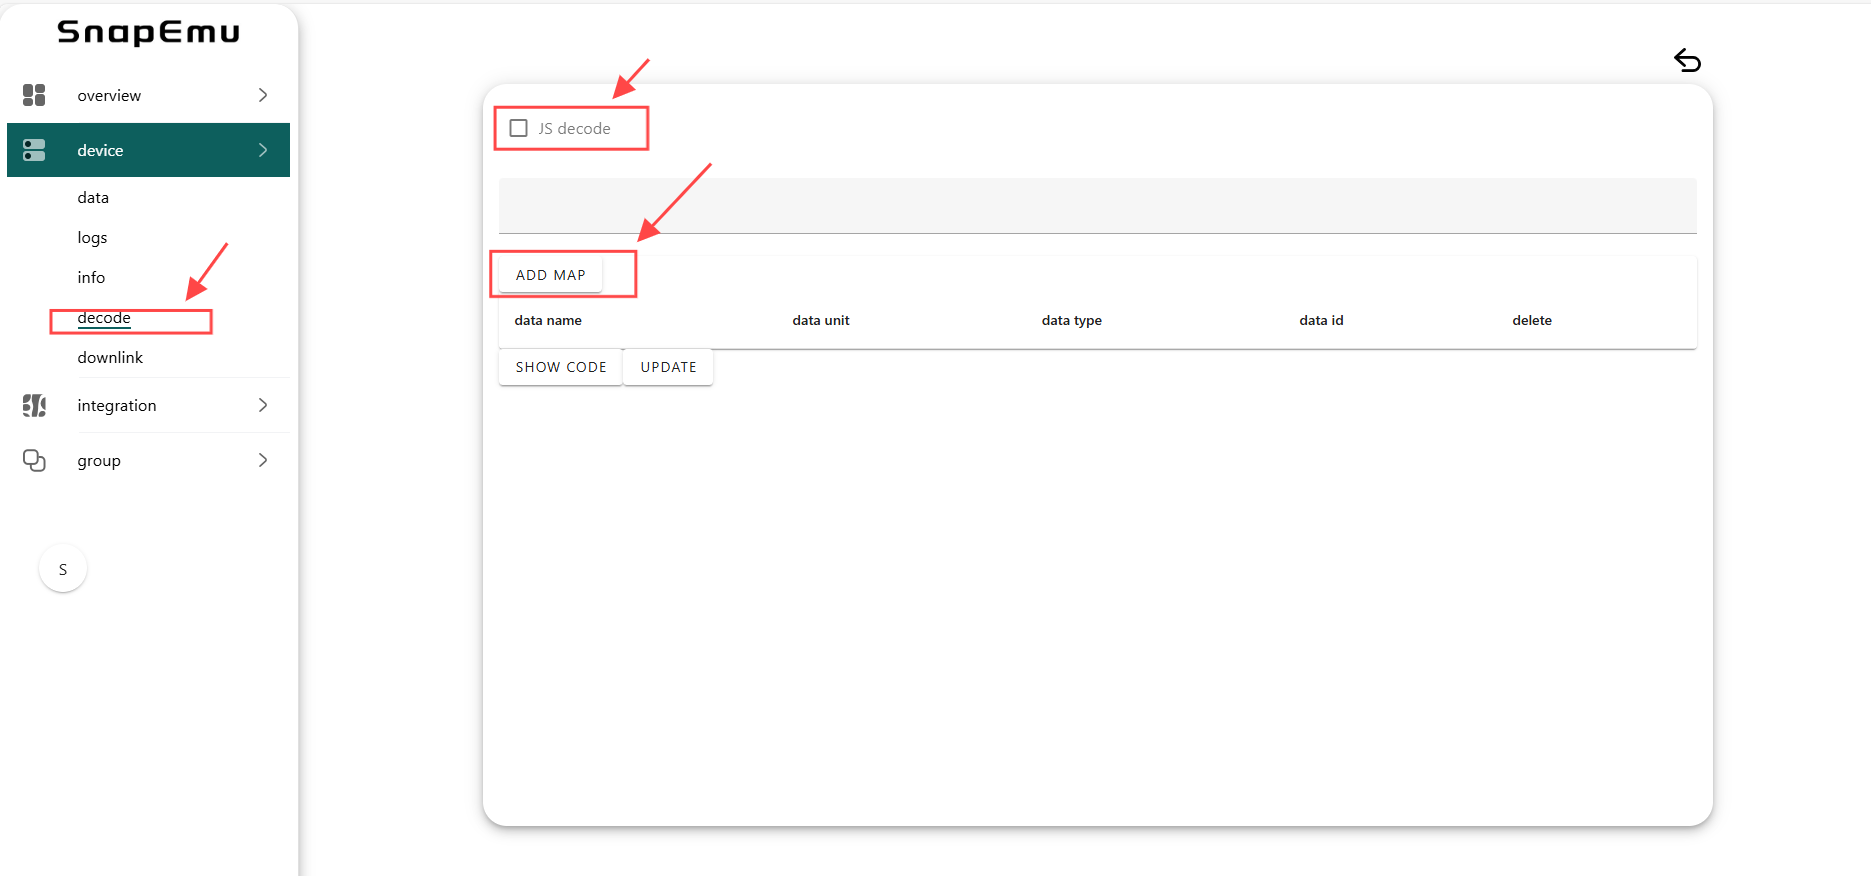 SnapEmu
overview
device
data
logs
info
decode
downlink
integration
group
S
JS decode
ADD MAP
data name data unit data type data id delete
SHOW CODE UPDATE